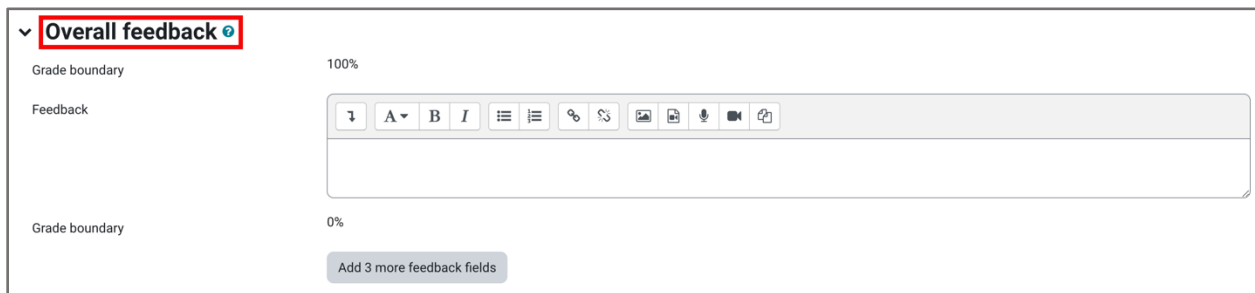 Overall feedback
Grade boundary 100%
Feedback
A B I
Grade boundary 0%
Add 3 more feedback fields